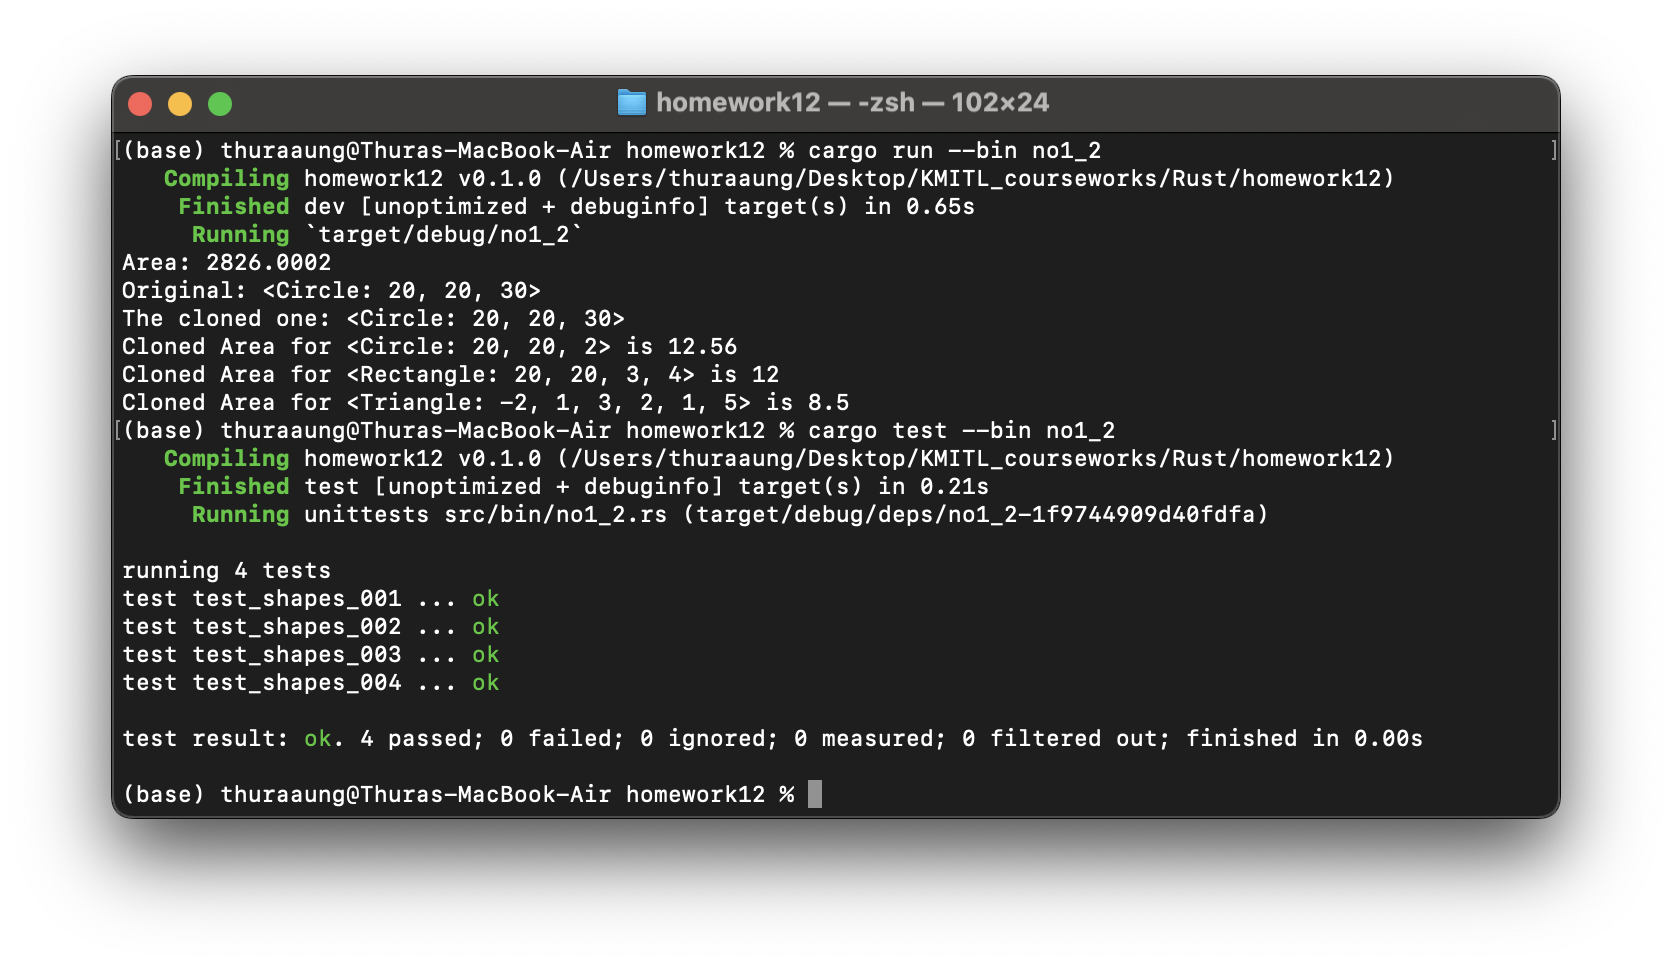 homework12 — -zsh — 102×24
[(base) thuraaung@Thuras-MacBook-Air homework12 % cargo run --bin no1_2 ]
Compiling homework12 v0.1.0 (/Users/thuraaung/Desktop/KMITL_courseworks/Rust/homework12)
Finished dev [unoptimized + debuginfo] target(s) in 0.65s
Running `target/debug/no1_2`
Area: 2826.0002
Original: <Circle: 20, 20, 30>
The cloned one: <Circle: 20, 20, 30>
Cloned Area for <Circle: 20, 20, 2> is 12.56
Cloned Area for <Rectangle: 20, 20, 3, 4> is 12
Cloned Area for <Triangle: -2, 1, 3, 2, 1, 5> is 8.5
[(base) thuraaung@Thuras-MacBook-Air homework12 % cargo test --bin no1_2 ]
Compiling homework12 v0.1.0 (/Users/thuraaung/Desktop/KMITL_courseworks/Rust/homework12)
Finished test [unoptimized + debuginfo] target(s) in 0.21s
Running unittests src/bin/no1_2.rs (target/debug/deps/no1_2-1f9744909d40fdfa)
running 4 tests
test test_shapes_001 ... ok
test test_shapes_002 ... ok
test test_shapes_003 ... ok
test test_shapes_004 ... ok
test result: ok. 4 passed; 0 failed; 0 ignored; 0 measured; 0 filtered out; finished in 0.00s
(base) thuraaung@Thuras-MacBook-Air homework12 %